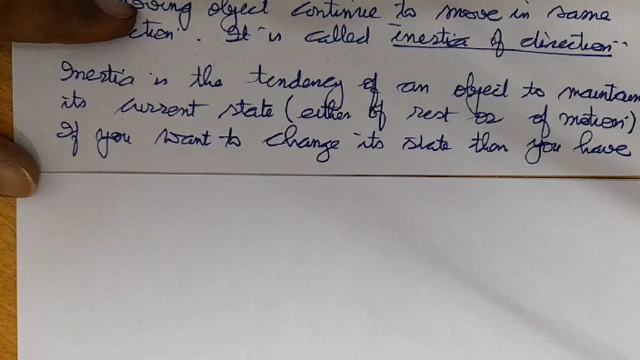 moving object continue to move in same
direction. It is called inertia of direction.
Inertia is the tendency of an object to maintain
its current state (either of rest or of motion)
If you want to change its state then you have